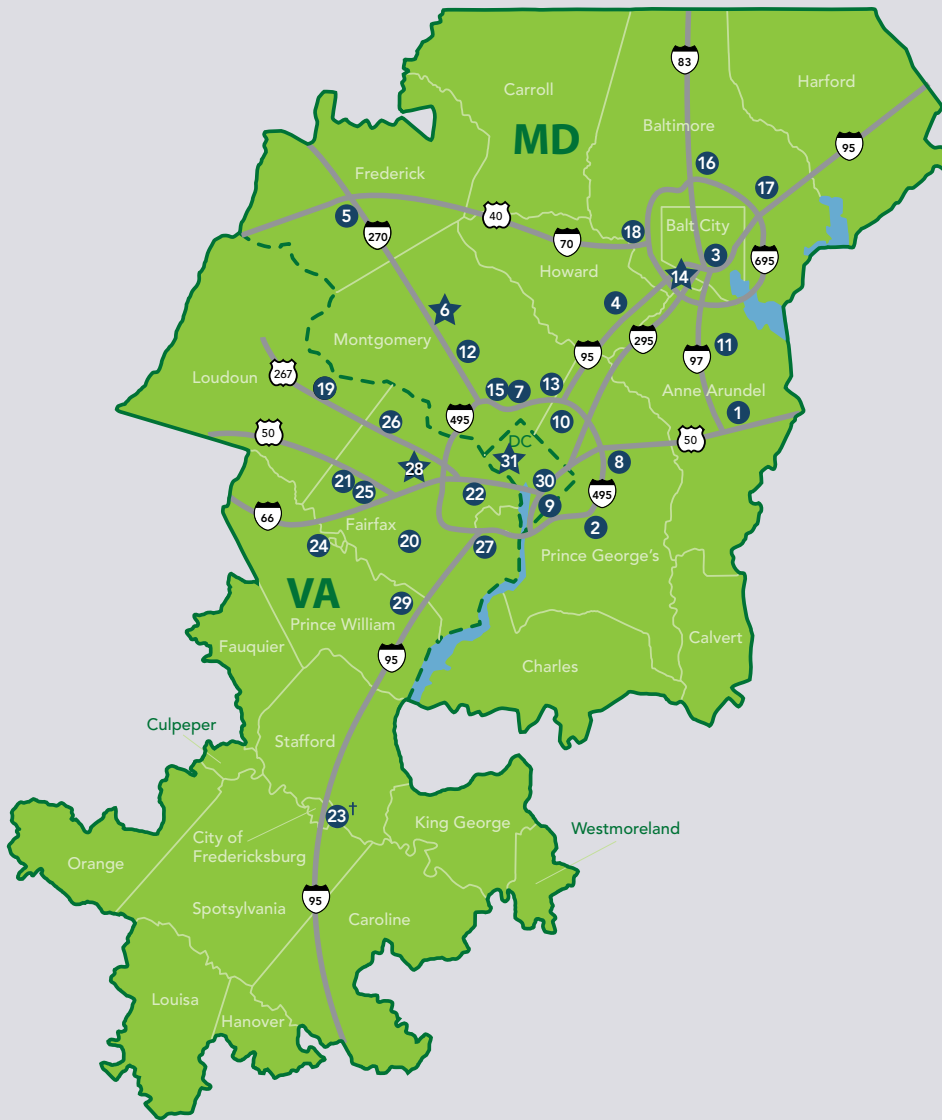 83
Harford
Carroll
Baltimore
MD
95
16
Frederick
17
5
40
Balt City
270
18
70
3
695
Howard
14
6
4
295
Montgomery
12
95
97
11
267
Loudoun
19
15
7
13
Anne Arundel
495
26
10
1
50
DC
50
28
31
8
21
25
22
30
495
66
9
Fairfax
2
24
20
27
Prince George's
VA
29
Prince William
Fauquier
95
Calvert
Charles
Culpeper
Stafford
23†
King George
Westmoreland
City of
Fredericksburg
Orange
95
Spotsylvania
Caroline
Louisa
Hanover